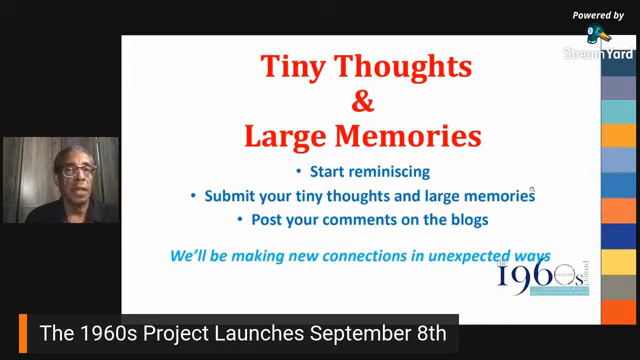 Powered by
StreamYard
Tiny Thoughts
&
Large Memories
• Start reminiscing
• Submit your tiny thoughts and large memories
• Post your comments on the blogs
We'll be making new connections in unexpected ways
The
1960s
project
The 1960s Project Launches September 8th